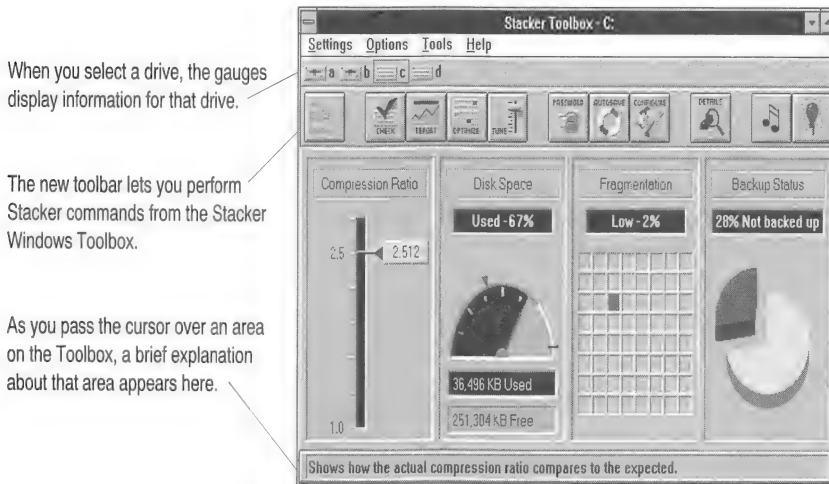 Stacker Toolbox - C:
Settings Options Tools Help
When you select a drive, the gauges
display information for that drive.
a b c d
CHECK REPORT OPTIMIZE TUNE PASSWORD AUTOSAVE CONFIGURE DETAILS
The new toolbar lets you perform
Stacker commands from the Stacker
Windows Toolbox.
Compression Ratio
2.5
2.512
1.0
Disk Space
Used - 67%
36,496 KB Used
251,304 KB Free
Fragmentation
Low - 2%
Backup Status
28% Not backed up
As you pass the cursor over an area
on the Toolbox, a brief explanation
about that area appears here.
Shows how the actual compression ratio compares to the expected.